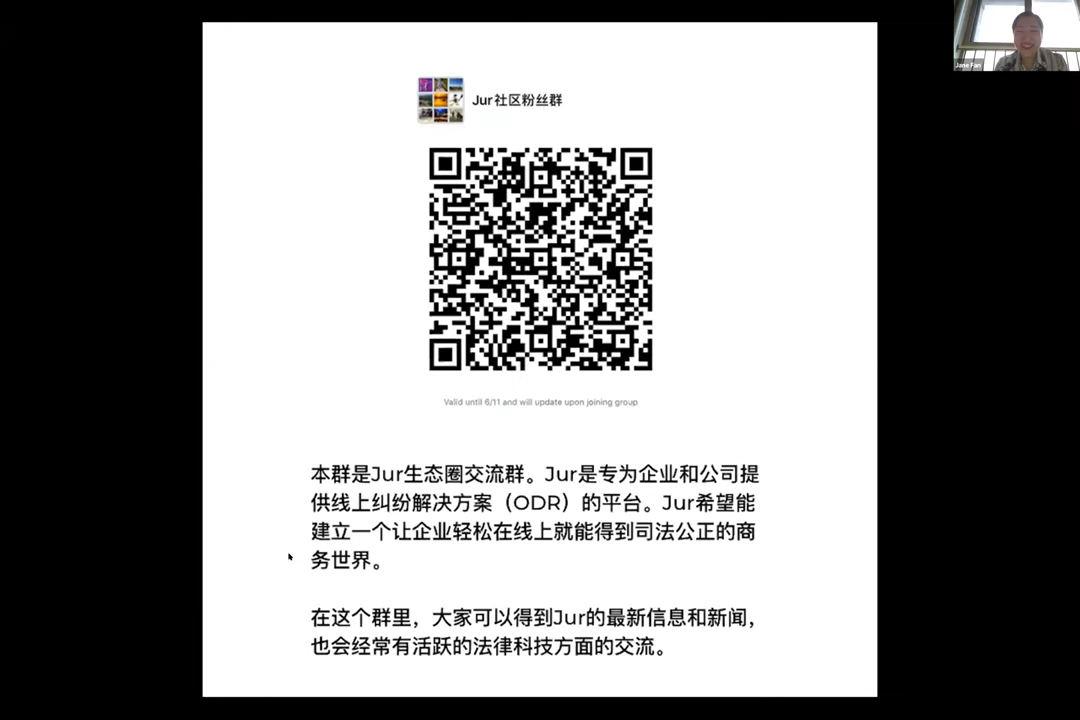 Jane Fan
Jur社区粉丝群
Valid until 6/11 and will update upon joining group
本群是Jur生态圈交流群。Jur是专为企业和公司提
供线上纠纷解决方案（ODR）的平台。Jur希望能
建立一个让企业轻松在线上就能得到司法公正的商
务世界。
在这个群里，大家可以得到Jur的最新信息和新闻，
也会经常有活跃的法律科技方面的交流。